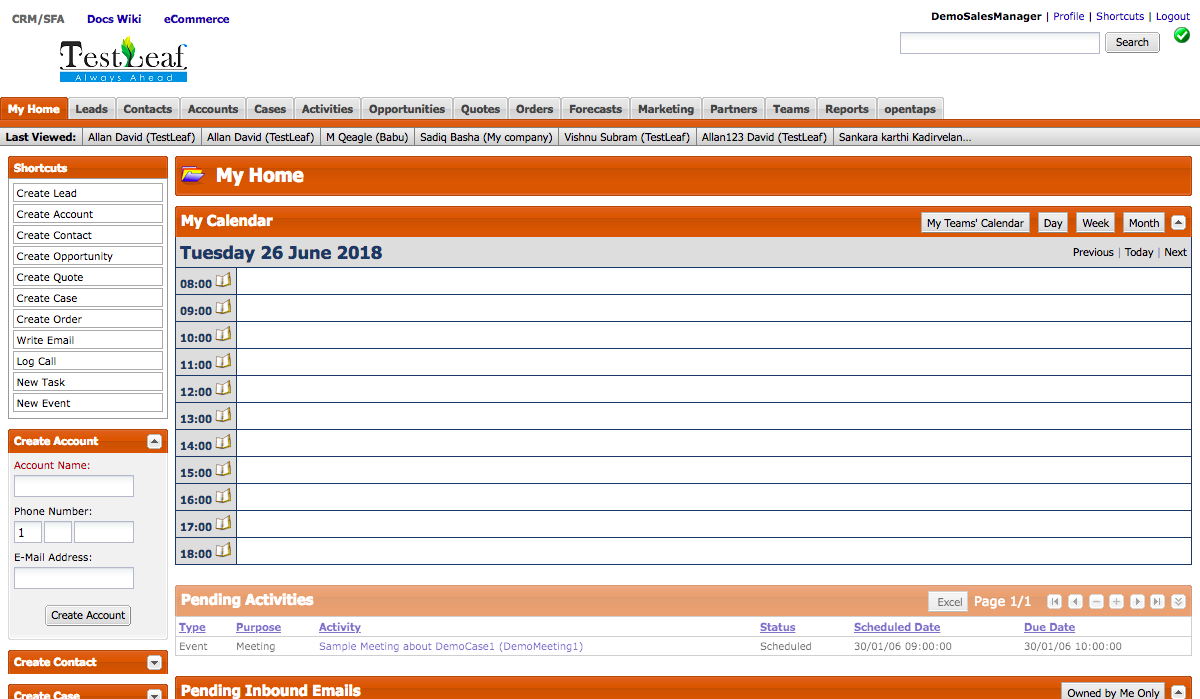 CRM/SFA Docs Wiki eCommerce
DemoSalesManager | Profile | Shortcuts | Logout
TestLeaf
Always Ahead
Search
My Home Leads Contacts Accounts Cases Activities Opportunities Quotes Orders Forecasts Marketing Partners Teams Reports opentaps
Last Viewed: Allan David (TestLeaf) Allan David (TestLeaf) M Qeagle (Babu) Sadiq Basha (My company) Vishnu Subram (TestLeaf) Allan123 David (TestLeaf) Sankara karthi Kadirvelan...
Shortcuts
Create Lead
Create Account
Create Contact
Create Opportunity
Create Quote
Create Case
Create Order
Write Email
Log Call
New Task
New Event
Create Account
Account Name:
Phone Number:
1
E-Mail Address:
Create Account
Create Contact
Create Case
My Home
My Calendar
My Teams' Calendar Day Week Month
Tuesday 26 June 2018
Previous | Today | Next
08:00
09:00
10:00
11:00
12:00
13:00
14:00
15:00
16:00
17:00
18:00
Pending Activities
Excel Page 1/1
Type Purpose Activity Status Scheduled Date Due Date
Event Meeting Sample Meeting about DemoCase1 (DemoMeeting1) Scheduled 30/01/06 09:00:00 30/01/06 10:00:00
Pending Inbound Emails
Owned by Me Only